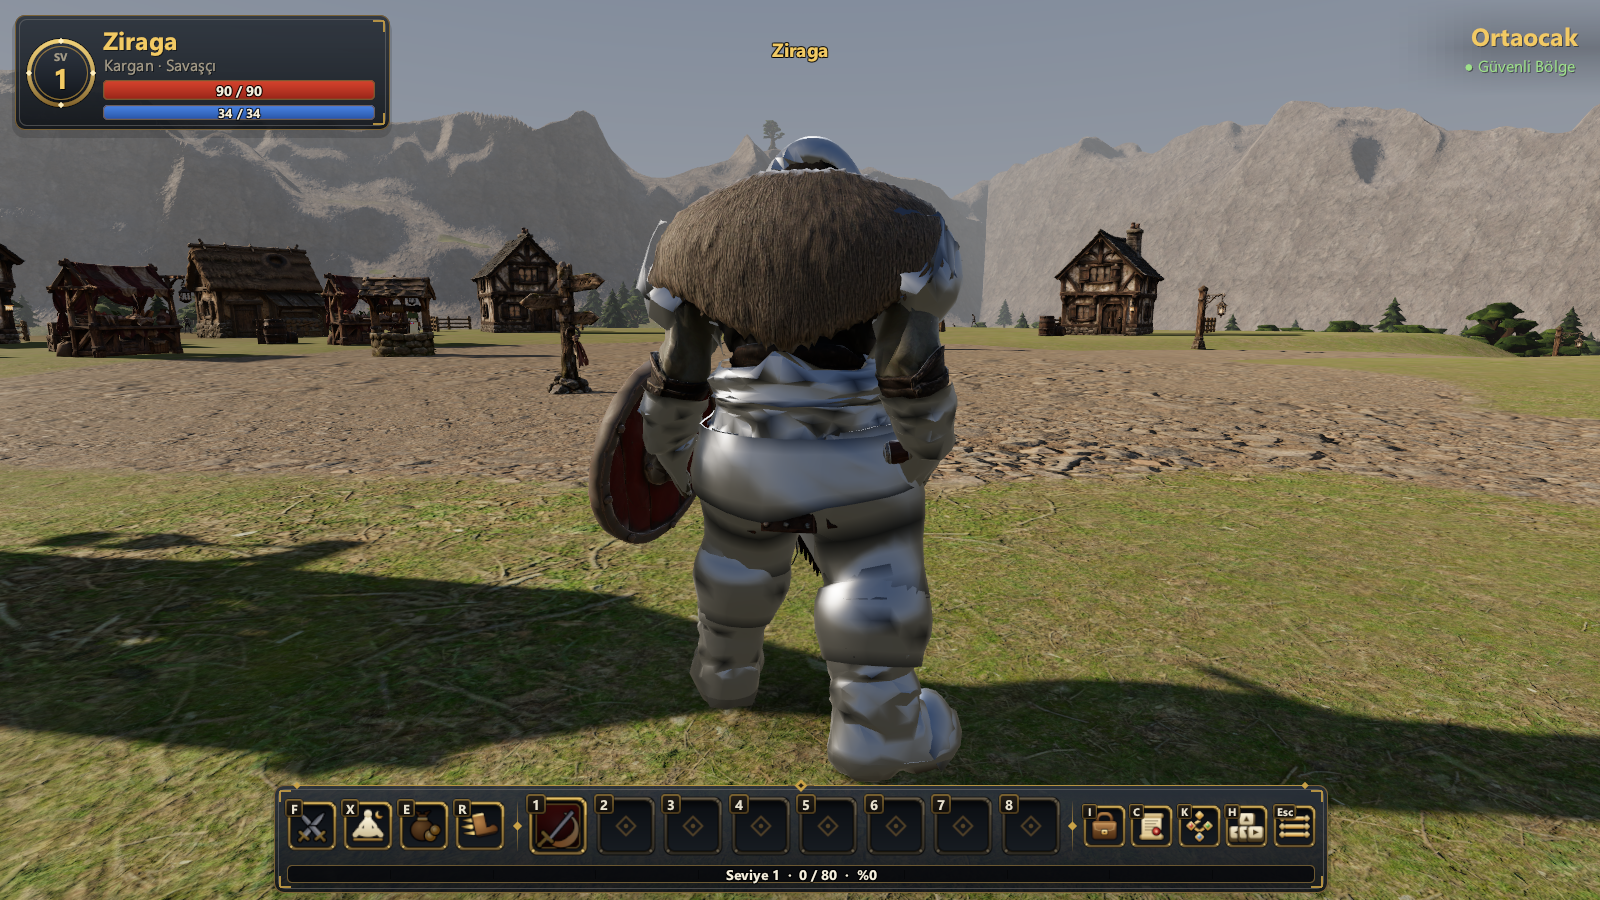 SV
1
Ziraga
Kargan · Savaşçı
90 / 90
34 / 34
Ziraga
Ortaocak
Güvenli Bölge
F
X
E
R
1
2
3
4
5
6
7
8
I
C
K
H
Esc
Seviye 1 · 0 / 80 · %0